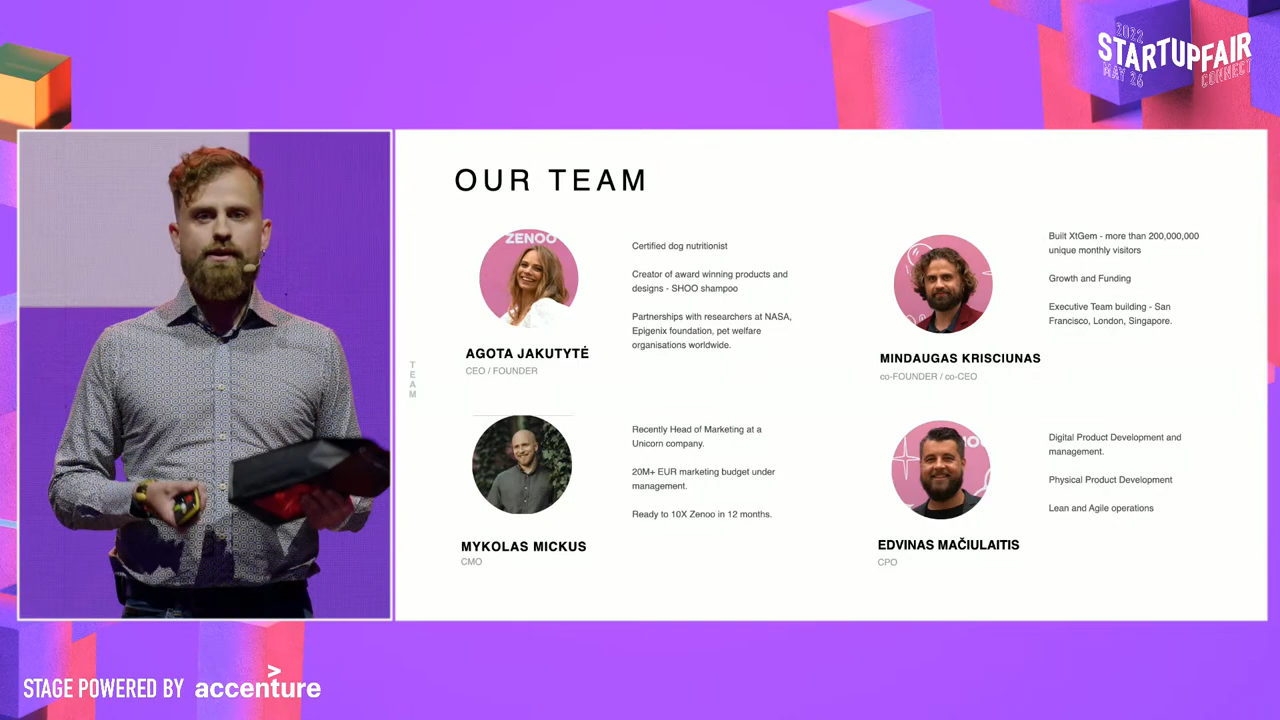 2022
STARTUPFAIR
MAY 26
CONNECT
OUR TEAM
ZENOO
Certified dog nutritionist
Creator of award winning products and
designs - SHOO shampoo
Partnerships with researchers at NASA,
Epigenix foundation, pet welfare
organisations worldwide.
AGOTA JAKUTYTĖ
CEO / FOUNDER
Built XtGem - more than 200,000,000
unique monthly visitors
Growth and Funding
Executive Team building - San
Francisco, London, Singapore.
MINDAUGAS KRISCIUNAS
co-FOUNDER / co-CEO
TEAM
Recently Head of Marketing at a
Unicorn company.
20M+ EUR marketing budget under
management.
Ready to 10X Zenoo in 12 months.
MYKOLAS MICKUS
CMO
Digital Product Development and
management.
Physical Product Development
Lean and Agile operations
EDVINAS MAČIULAITIS
CPO
STAGE POWERED BY accenture